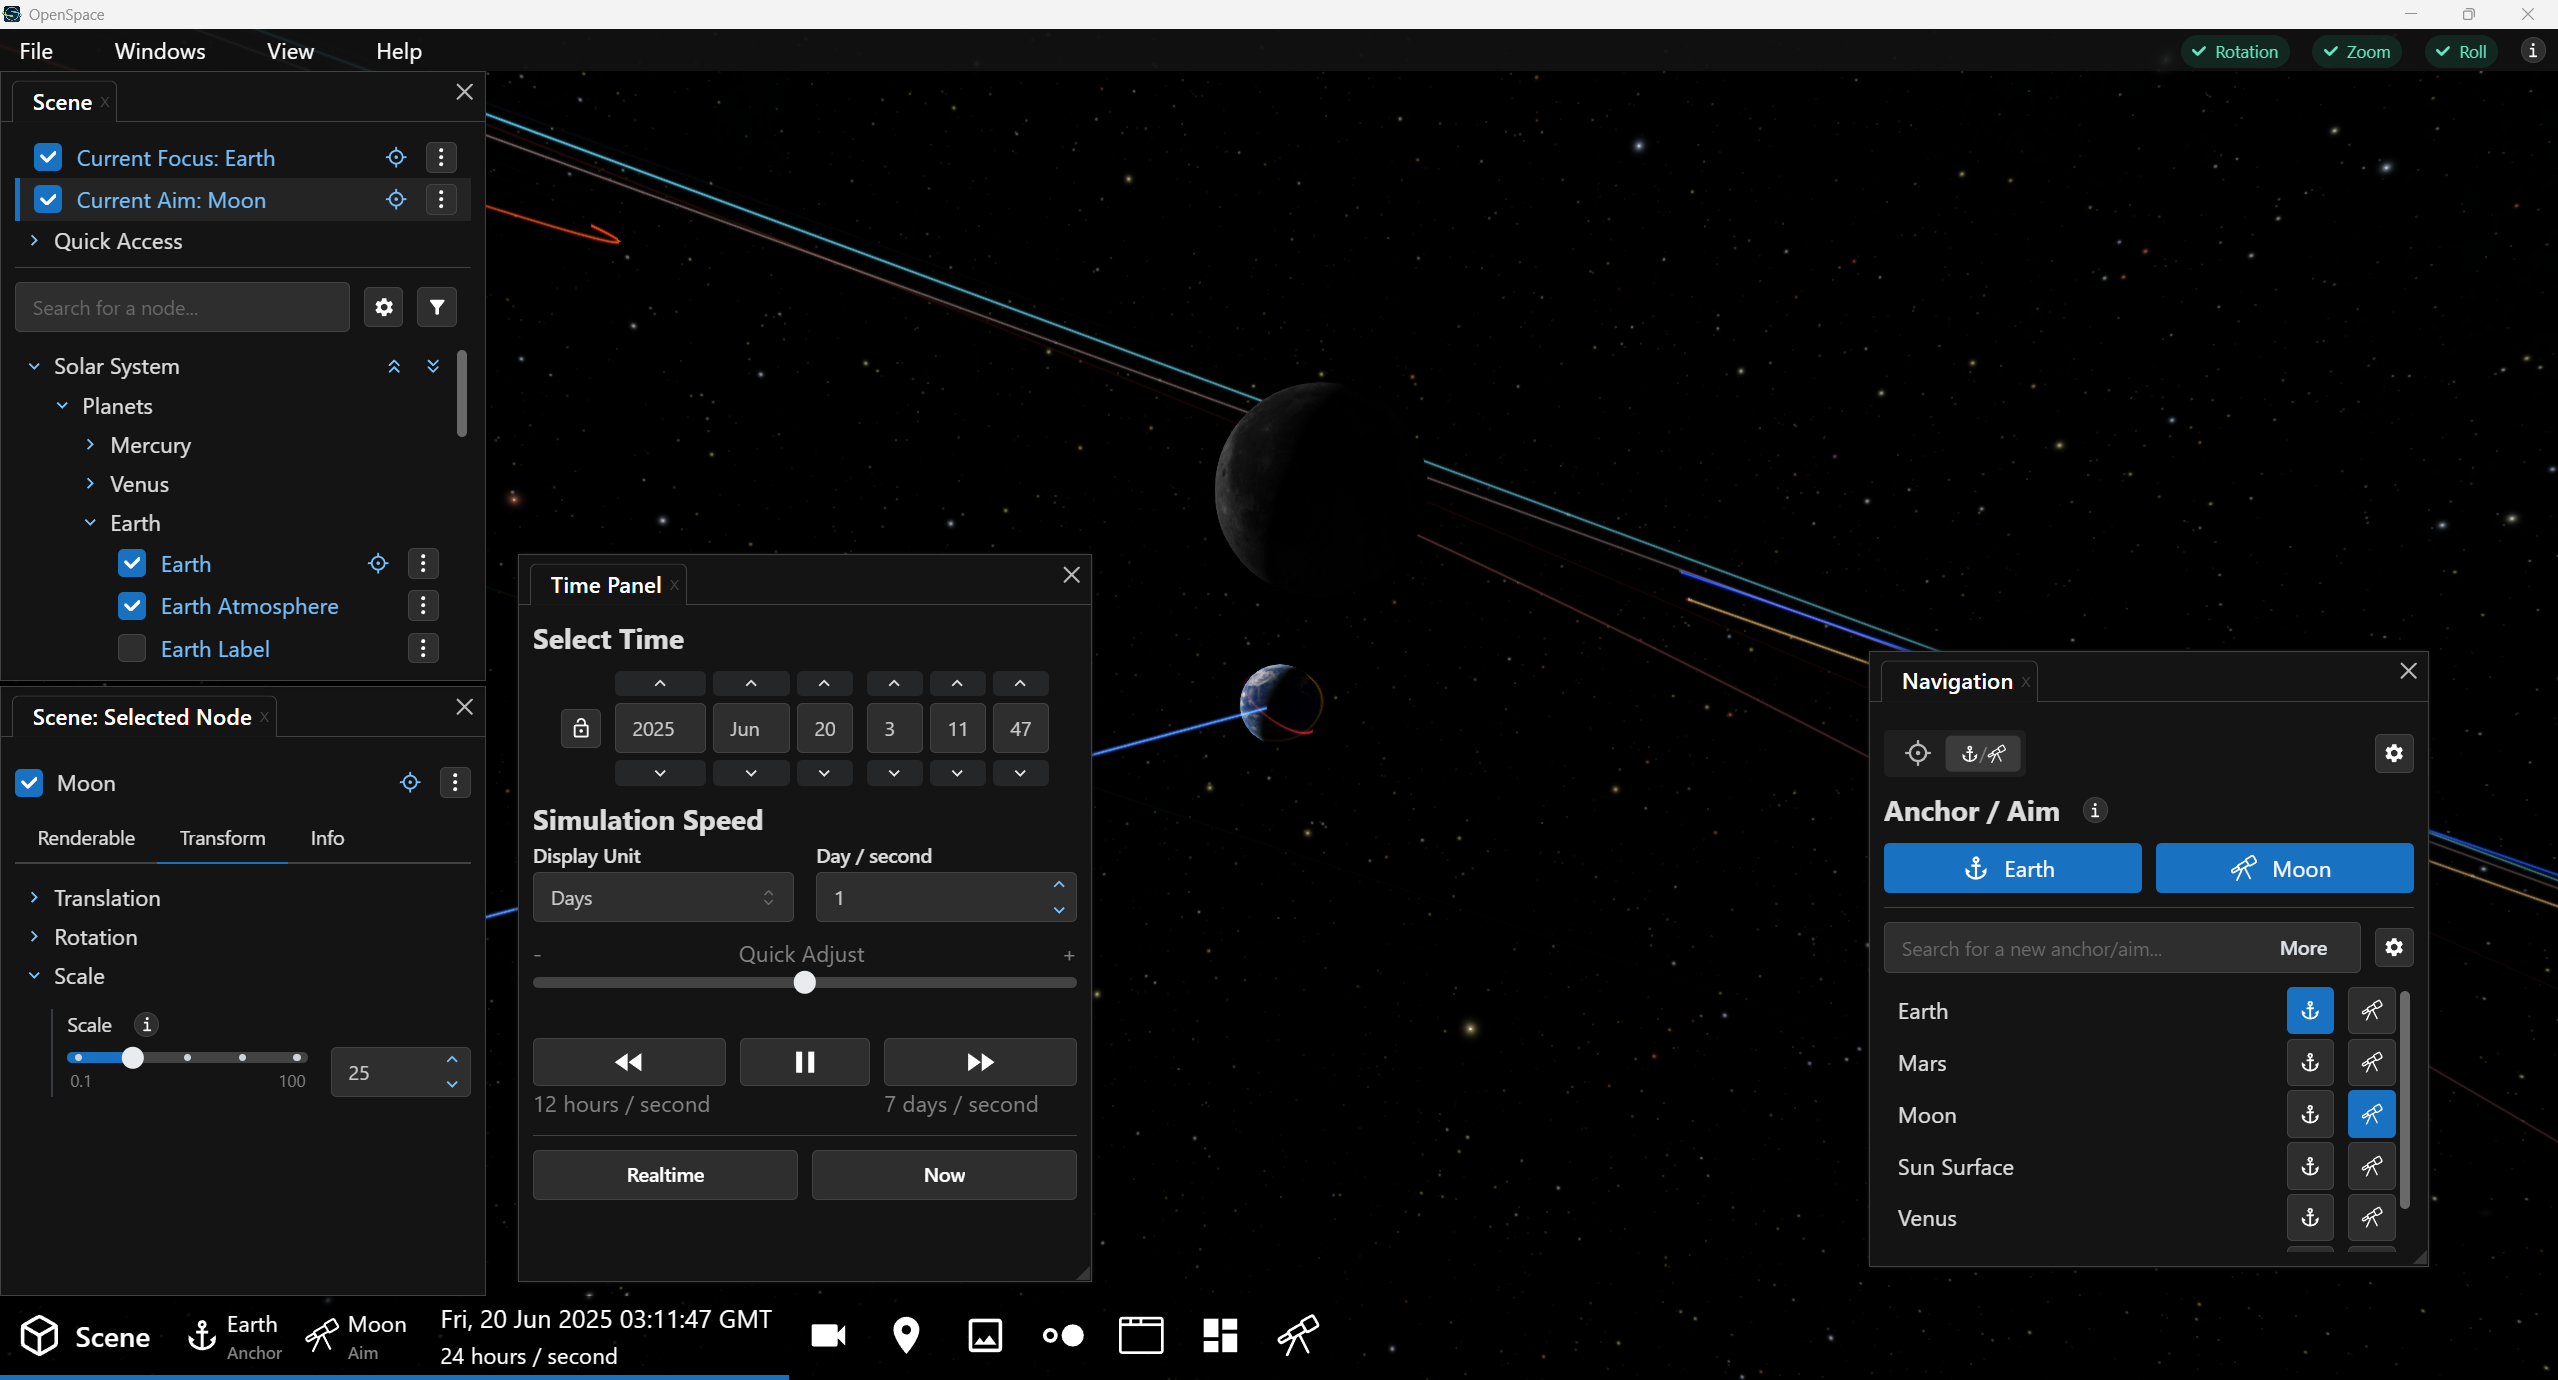 OpenSpace
File Windows View Help
Rotation Zoom Roll
Scene
Current Focus: Earth
Current Aim: Moon
Quick Access
Search for a node...
Solar System
Planets
Mercury
Venus
Earth
Earth
Earth Atmosphere
Earth Label
Scene: Selected Node
Moon
Renderable Transform Info
Translation
Rotation
Scale
Scale
0.1 100
25
Time Panel
Select Time
2025 Jun 20 3 11 47
Simulation Speed
Display Unit Day / second
Days 1
- Quick Adjust +
12 hours / second 7 days / second
Realtime Now
Navigation
Anchor / Aim
Earth Moon
Search for a new anchor/aim... More
Earth
Mars
Moon
Sun Surface
Venus
Scene
Earth
Anchor
Moon
Aim
Fri, 20 Jun 2025 03:11:47 GMT
24 hours / second